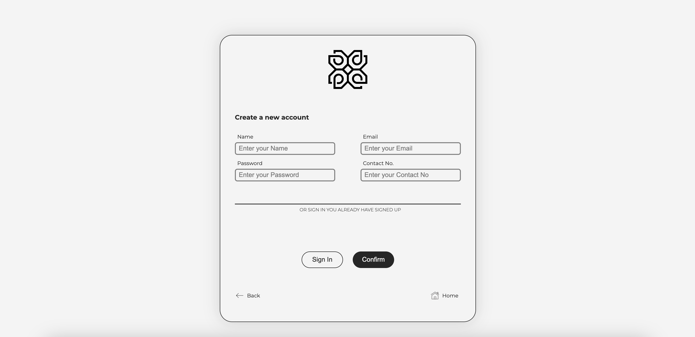 Create a new account
Name Email
Enter your Name Enter your Email
Password Contact No.
Enter your Password Enter your Contact No
OR SIGN IN YOU ALREADY HAVE SIGNED UP
Sign In Confirm
Back Home